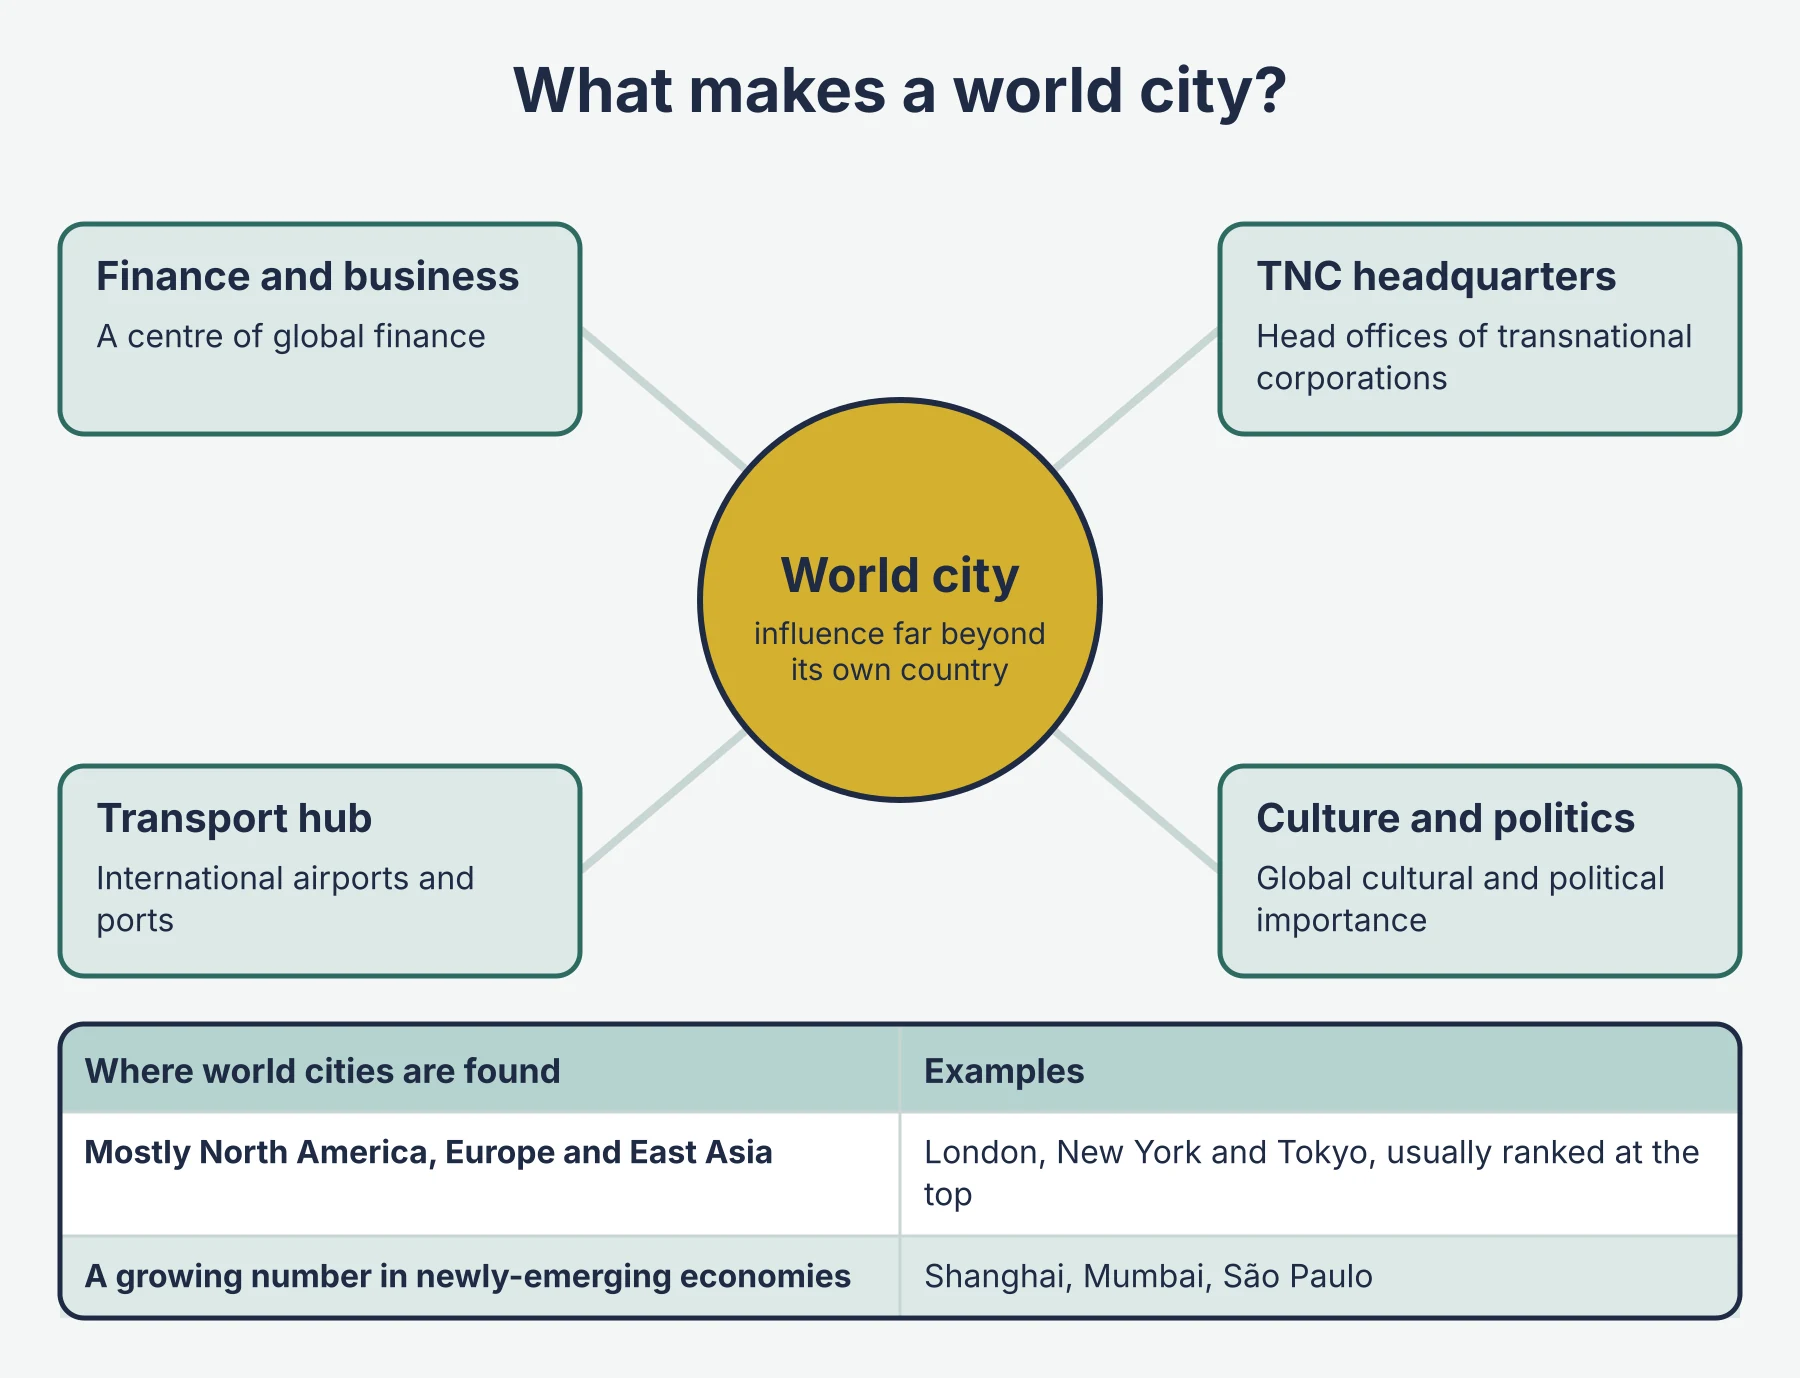 What makes a world city?
Finance and business
A centre of global finance
TNC headquarters
Head offices of transnational
corporations
World city
influence far beyond
its own country
Transport hub
International airports and
ports
Culture and politics
Global cultural and political
importance
Where world cities are found
Examples
Mostly North America, Europe and East Asia
London, New York and Tokyo, usually ranked at the
top
A growing number in newly-emerging economies
Shanghai, Mumbai, São Paulo